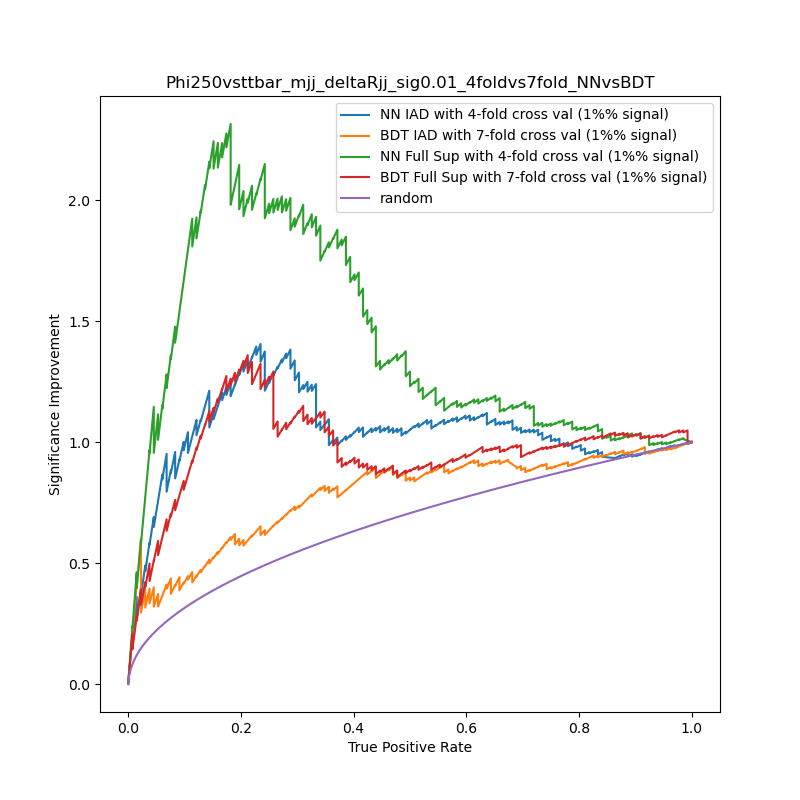 Phi250vsttbar_mjj_deltaRjj_sig0.01_4foldvs7fold_NNvsBDT
NN IAD with 4-fold cross val (1%% signal)
BDT IAD with 7-fold cross val (1%% signal)
NN Full Sup with 4-fold cross val (1%% signal)
BDT Full Sup with 7-fold cross val (1%% signal)
random
Significance Improvement
2.0
1.5
1.0
0.5
0.0
0.0 0.2 0.4 0.6 0.8 1.0
True Positive Rate